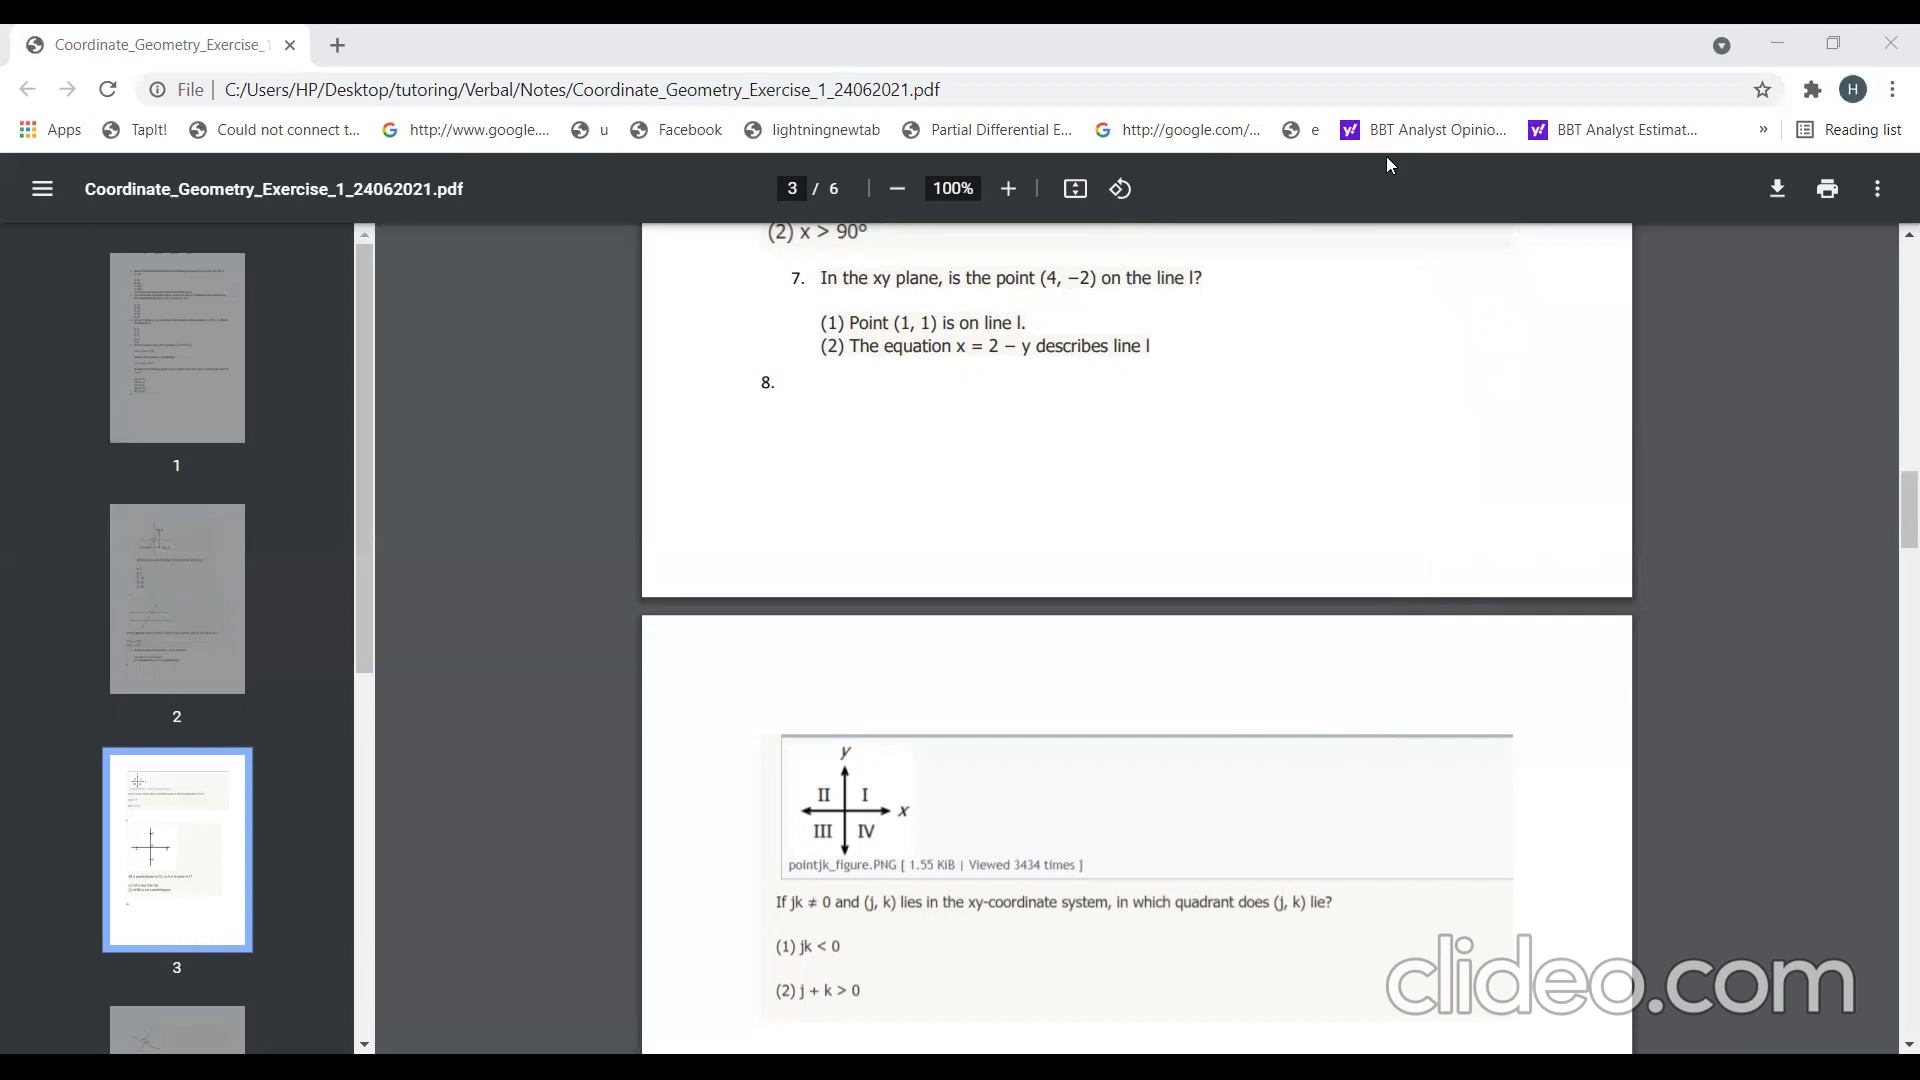 Coordinate_Geometry_Exercise_1
File
C:/Users/HP/Desktop/tutoring/Verbal/Notes/Coordinate_Geometry_Exercise_1_24062021.pdf
H
Apps
TapIt!
Could not connect t...
http://www.google....
u
Facebook
lightningnewtab
Partial Differential E...
http://google.com/...
e
y!
BBT Analyst Opinio...
y!
BBT Analyst Estimat...
»
Reading list
Coordinate_Geometry_Exercise_1_24062021.pdf
3 / 6
100%
1
2
3
(2) x > 90°
7. In the xy plane, is the point (4, −2) on the line l?
(1) Point (1, 1) is on line l.
(2) The equation x = 2 − y describes line l
8.
y
II I
x
III IV
pointjk_figure.PNG [ 1.55 KiB | Viewed 3434 times ]
If jk ≠ 0 and (j, k) lies in the xy-coordinate system, in which quadrant does (j, k) lie?
(1) jk < 0
(2) j + k > 0
clideo.com